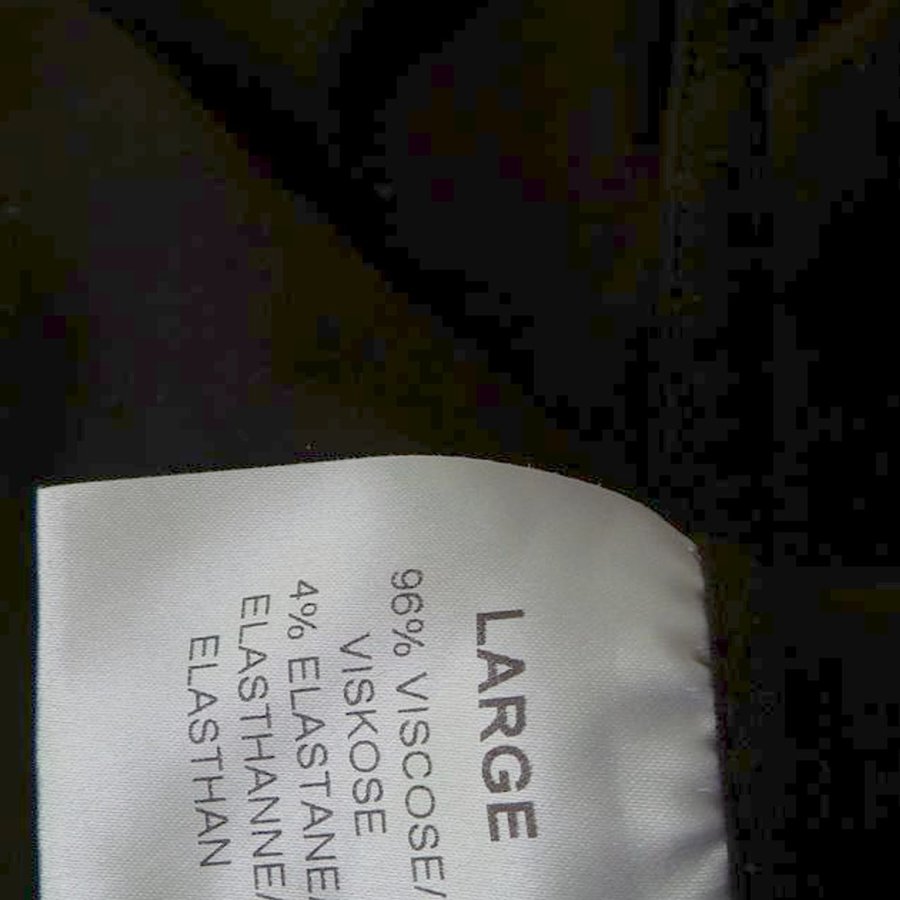 LARGE
96% VISCOSE/
VISKOSE
4% ELASTANE/
ELASTHANNE/
ELASTHAN